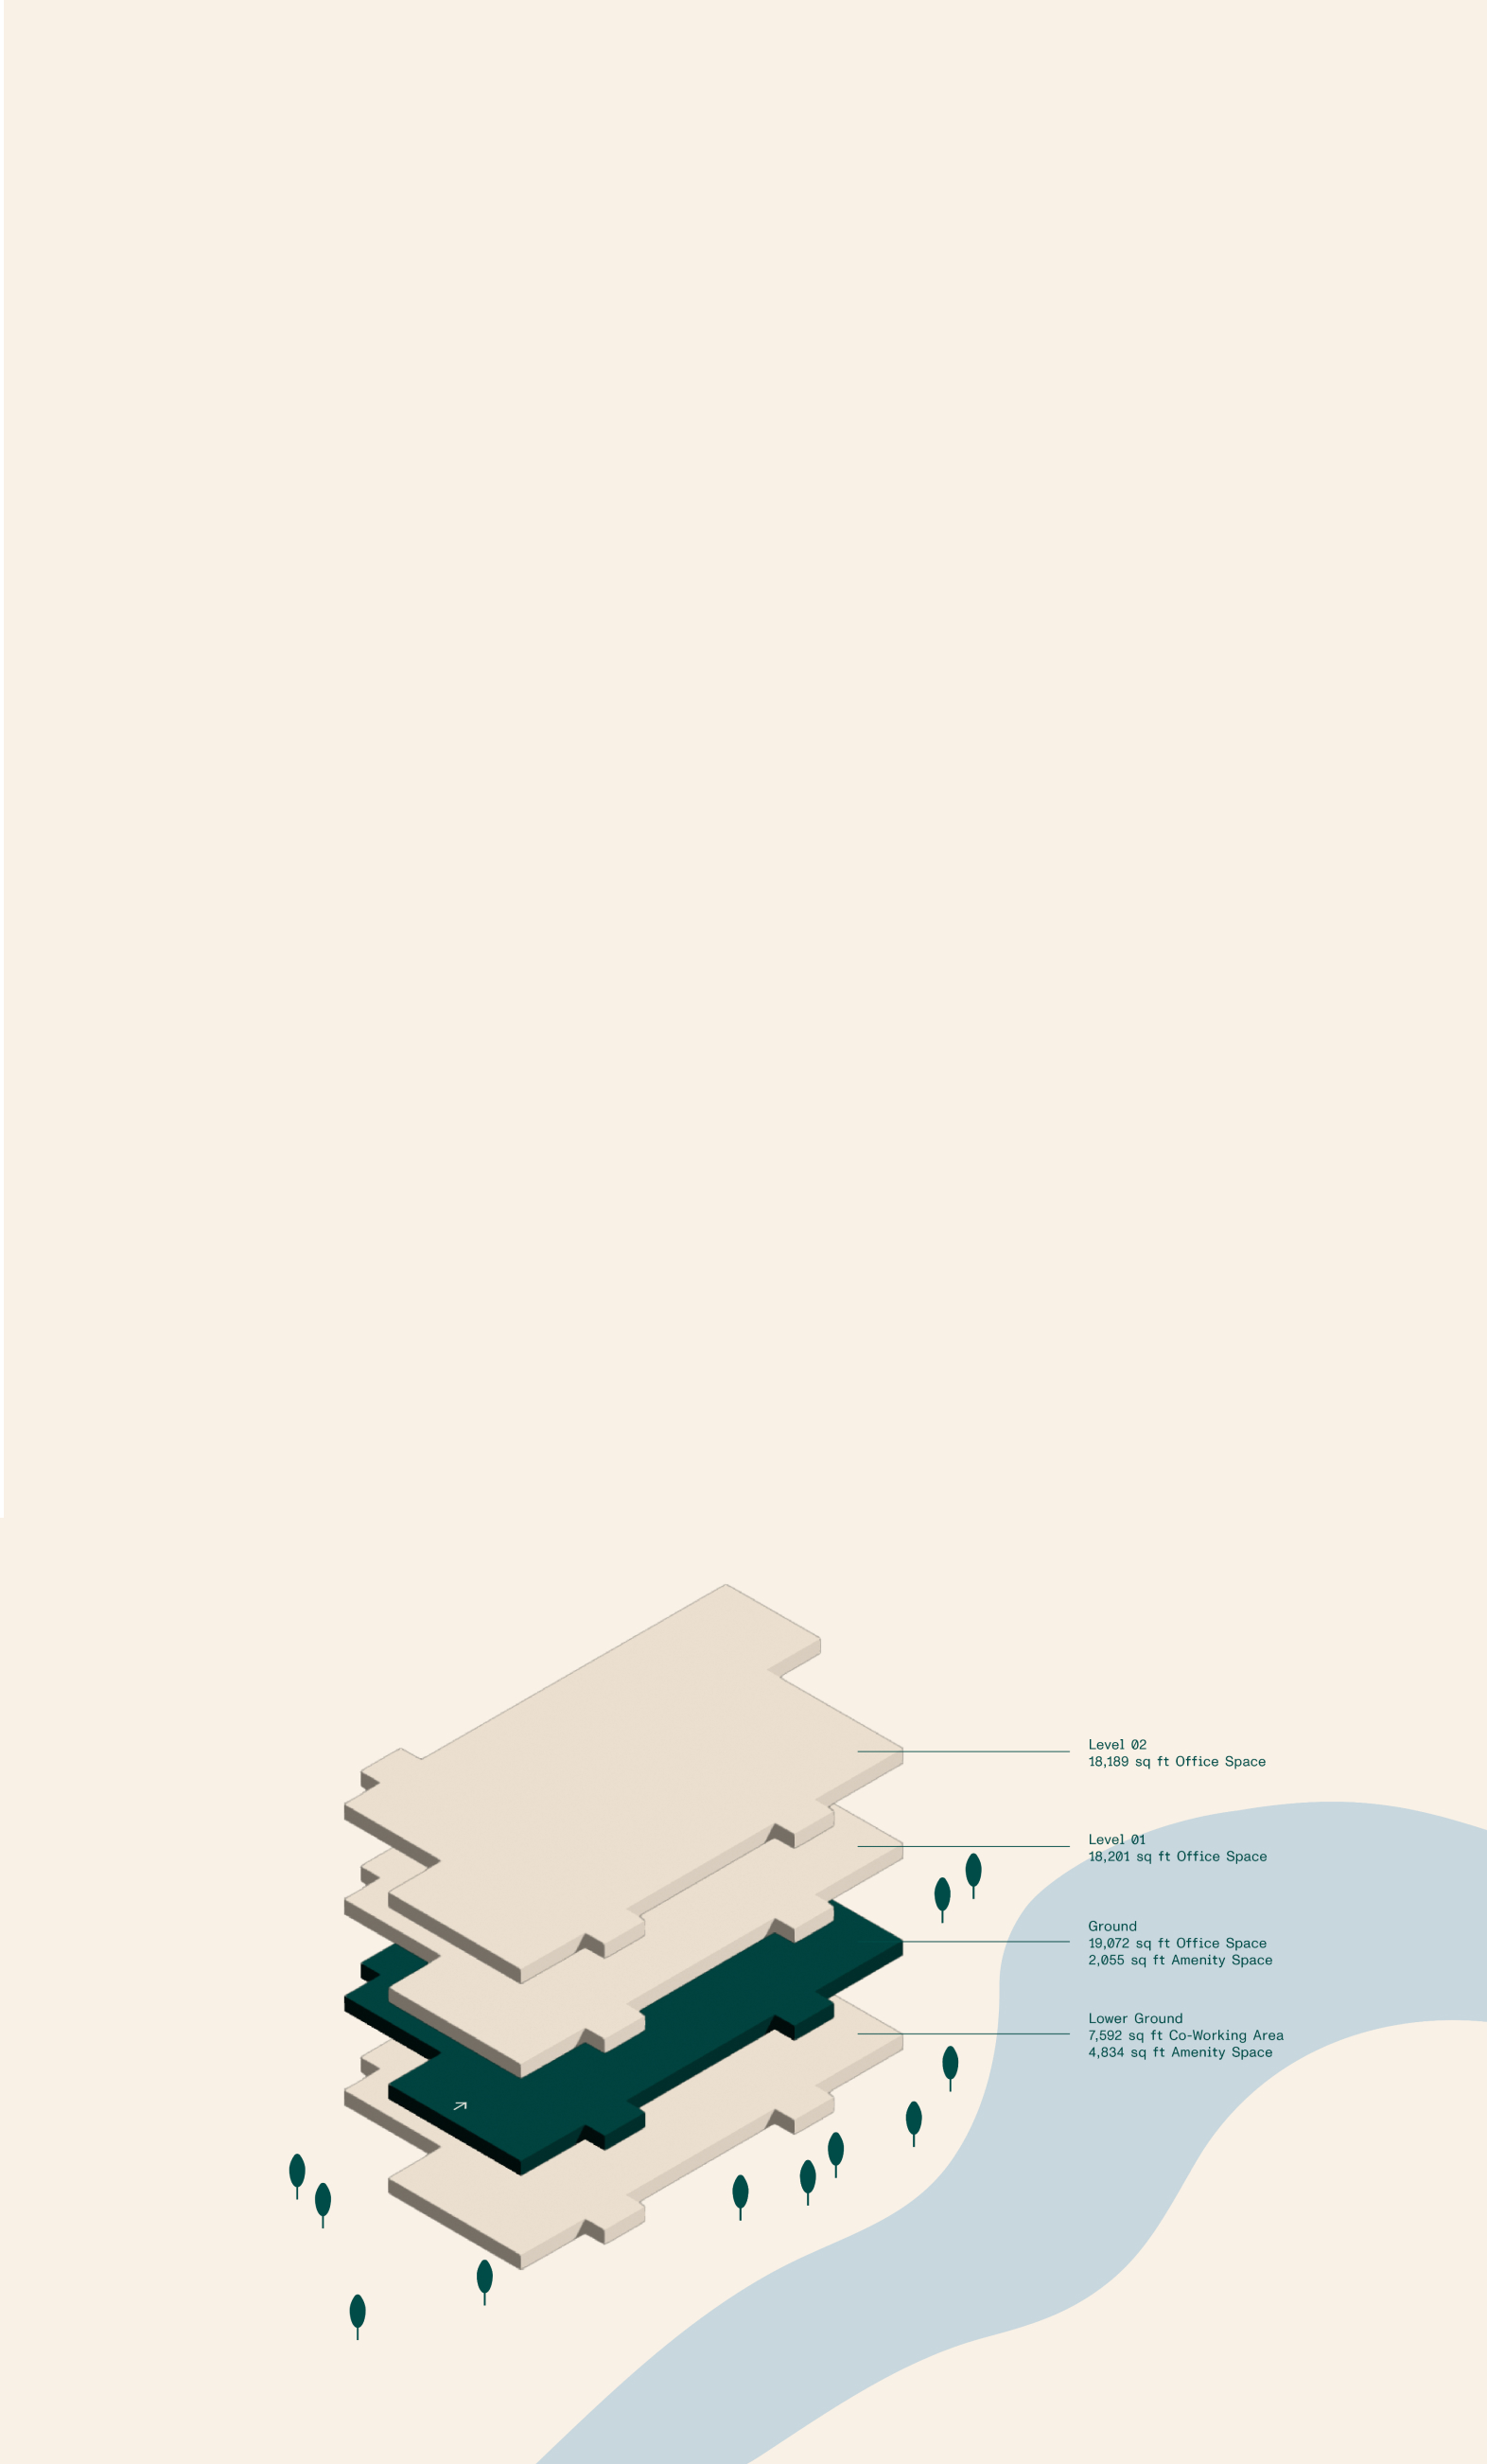 Level 02
18,189 sq ft Office Space
Level 01
18,201 sq ft Office Space
Ground
19,072 sq ft Office Space
2,055 sq ft Amenity Space
Lower Ground
7,592 sq ft Co-Working Area
4,834 sq ft Amenity Space